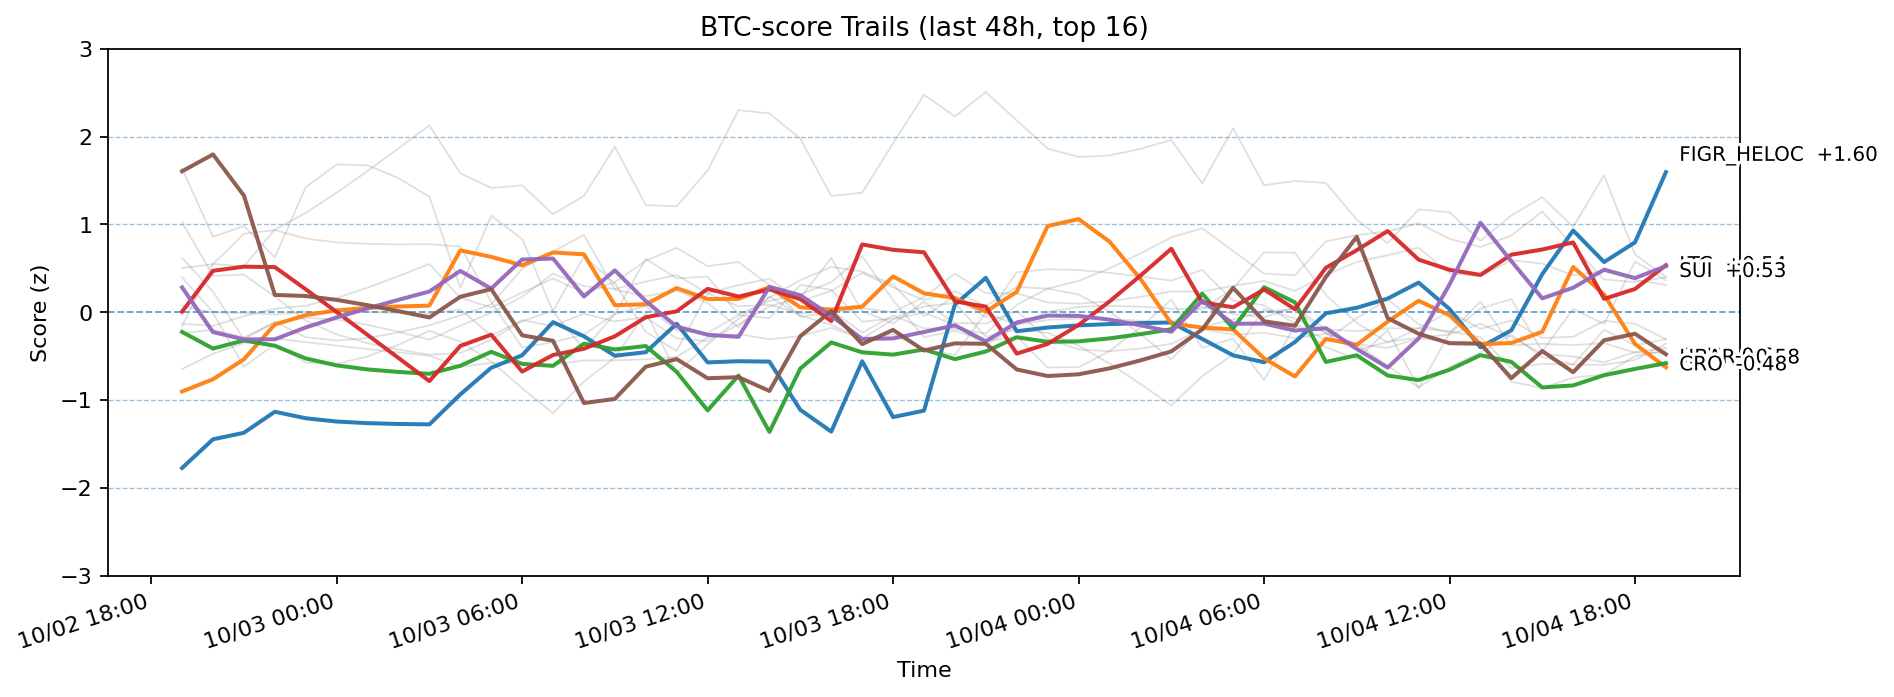 BTC-score Trails (last 48h, top 16)
Score (z)
3
2
1
0
−1
−2
−3
FIGR_HELOC +1.60
SUI +0.53
CRO -0.48
10/02 18:00
10/03 00:00
10/03 06:00
10/03 12:00
10/03 18:00
10/04 00:00
10/04 06:00
10/04 12:00
10/04 18:00
Time